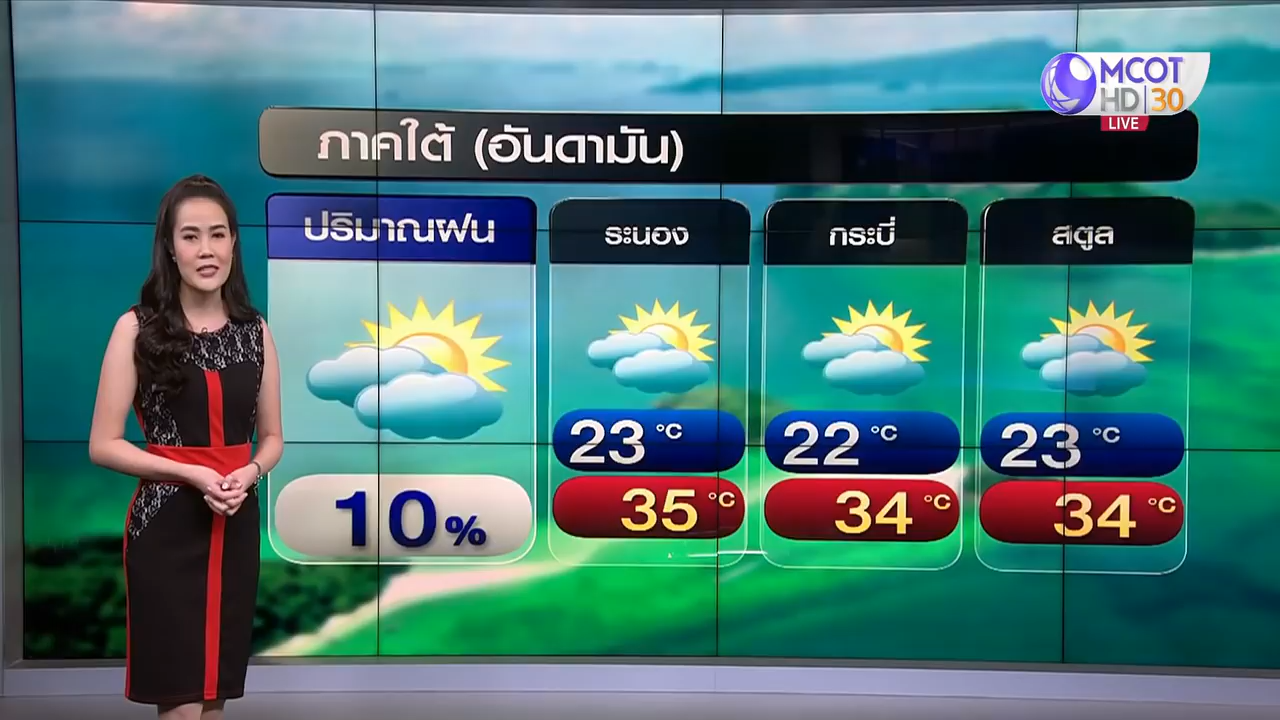 MCOT
HD 30
LIVE
ภาคใต้ (อันดามัน)
ปริมาณฝน
ระนอง
กระบี่
สตูล
23 °C
22 °C
23 °C
10%
35 °C
34 °C
34 °C